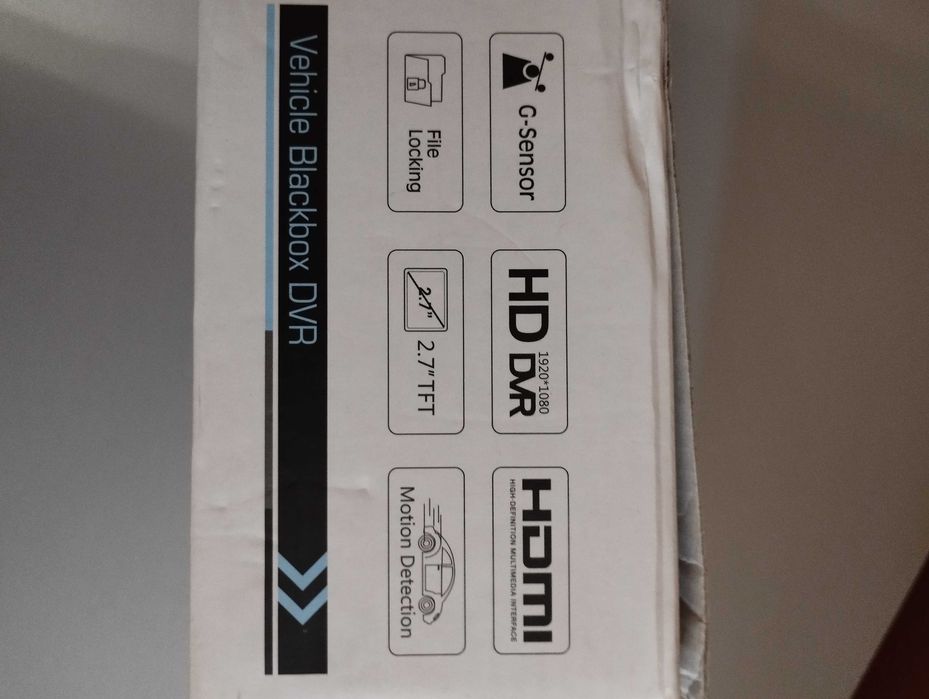 G-Sensor
1920*1080
HD DVR
HDMI
HIGH-DEFINITION MULTIMEDIA INTERFACE
File
Locking
2.7"
2.7" TFT
Motion Detection
Vehicle Blackbox DVR